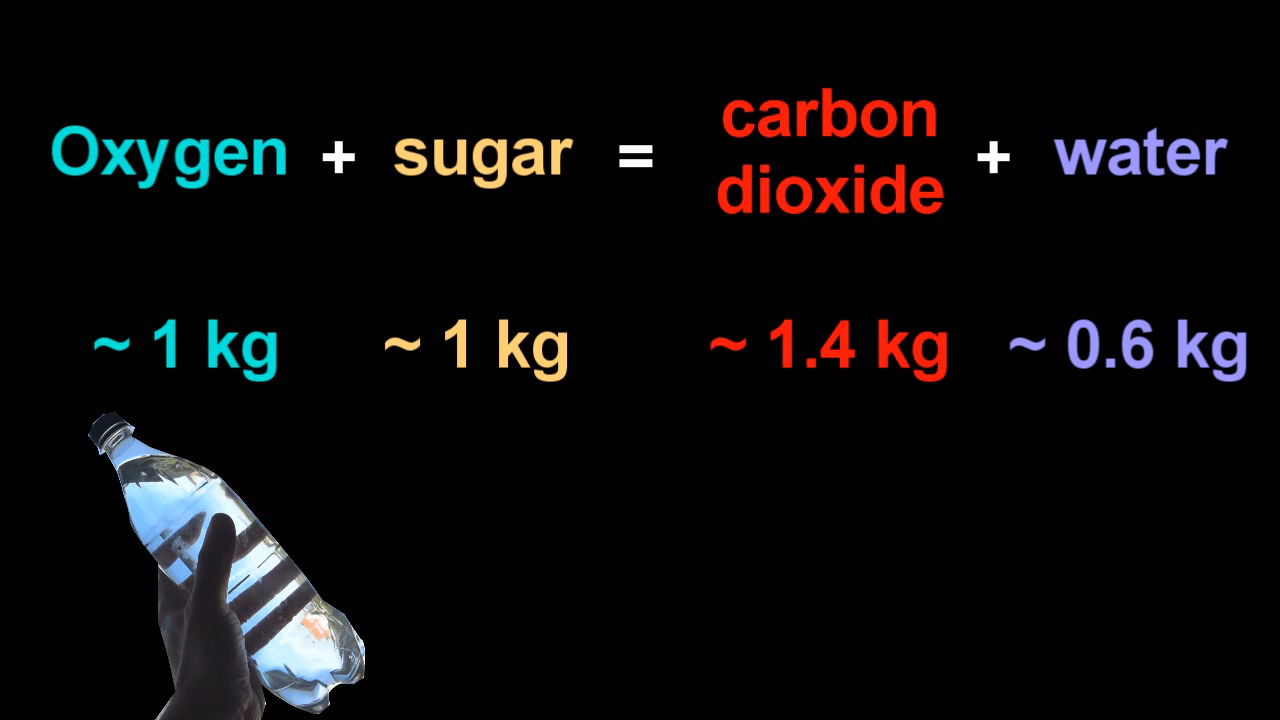 Oxygen + sugar = carbon dioxide + water
~ 1 kg ~ 1 kg ~ 1.4 kg ~ 0.6 kg